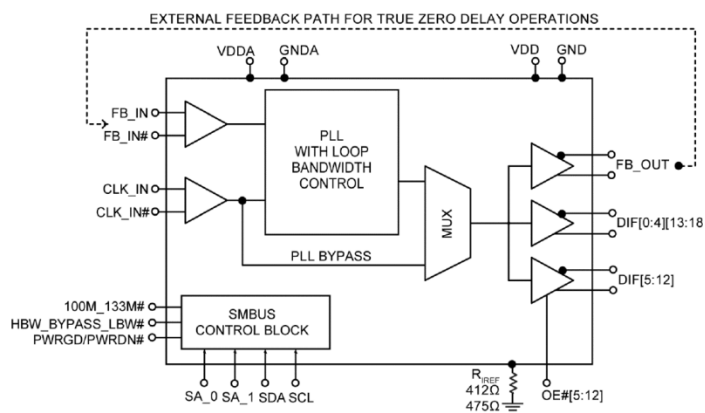 EXTERNAL FEEDBACK PATH FOR TRUE ZERO DELAY OPERATIONS
VDDA
GNDA
VDD
GND
FB_IN
FB_IN#
PLL
WITH LOOP
BANDWIDTH
CONTROL
FB_OUT
CLK_IN
CLK_IN#
MUX
DIF[0:4][13:18
PLL BYPASS
DIF[5:12]
100M_133M#
HBW_BYPASS_LBW#
PWRGD/PWRDN#
SMBUS
CONTROL BLOCK
SA_0
SA_1
SDA
SCL
RIREF
412Ω
475Ω
OE#[5:12]